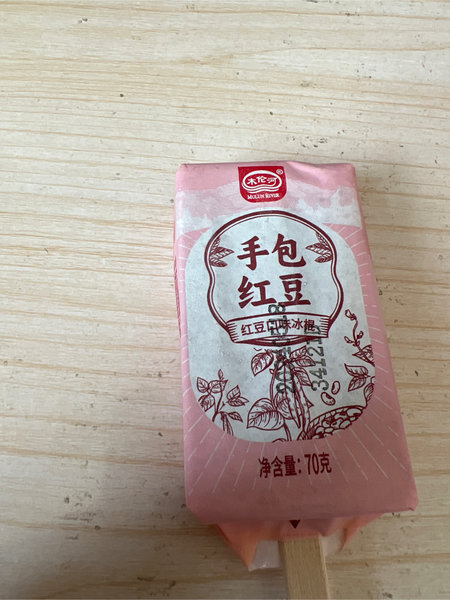 木伦河®
MULUN RIVER
手包
红豆
红豆口味冰棍
净含量:70克